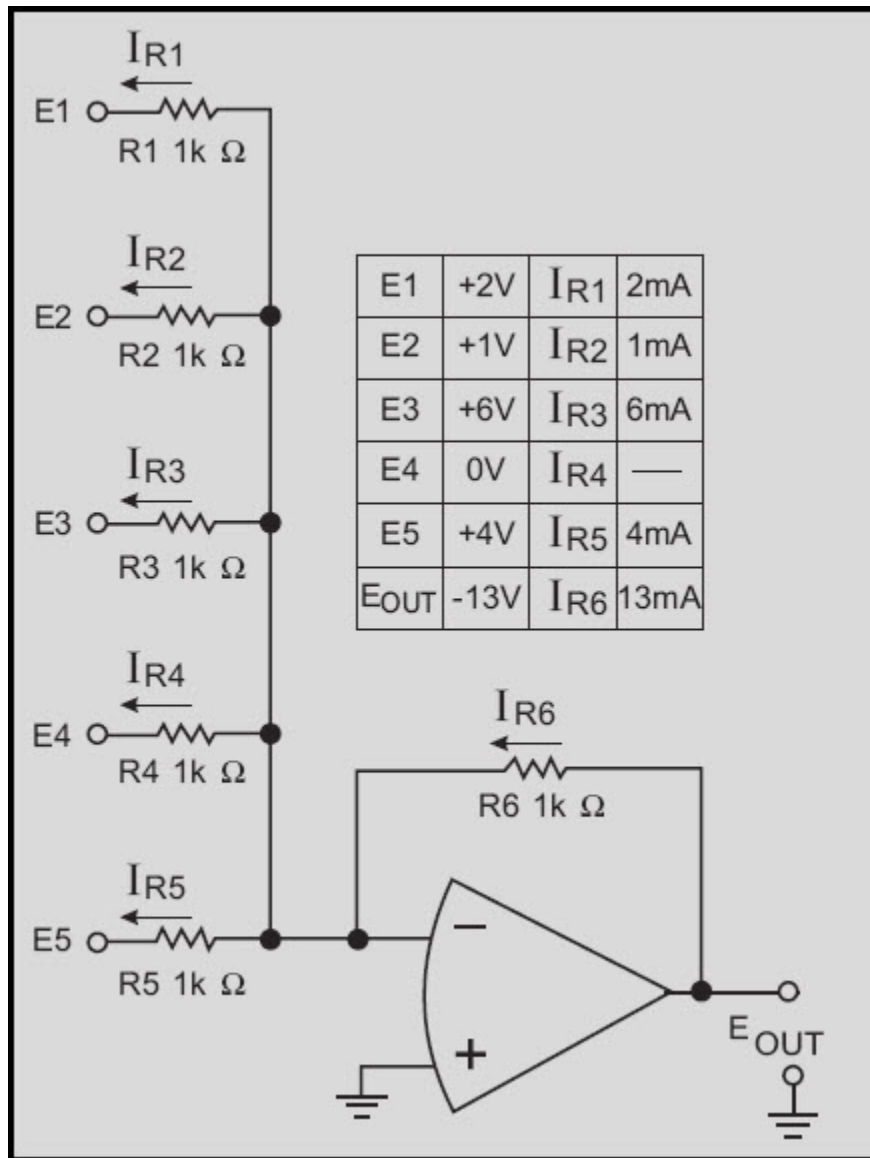 IR1
E1
R1 1k Ω
IR2
E2
R2 1k Ω
IR3
E3
R3 1k Ω
IR4
E4
R4 1k Ω
IR5
E5
R5 1k Ω
E1 +2V IR1 2mA
E2 +1V IR2 1mA
E3 +6V IR3 6mA
E4 0V IR4 —
E5 +4V IR5 4mA
EOUT -13V IR6 13mA
IR6
R6 1k Ω
−
+
E OUT